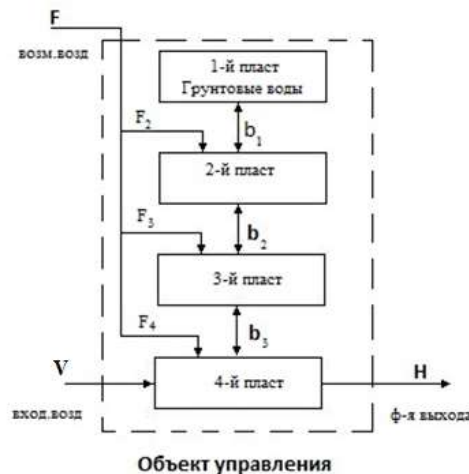 F
возм.возд
1-й пласт
Грунтовые воды
b1
F2
2-й пласт
b2
F3
3-й пласт
b3
F4
V
4-й пласт
H
вход.возд
ф-я выхода
Объект управления